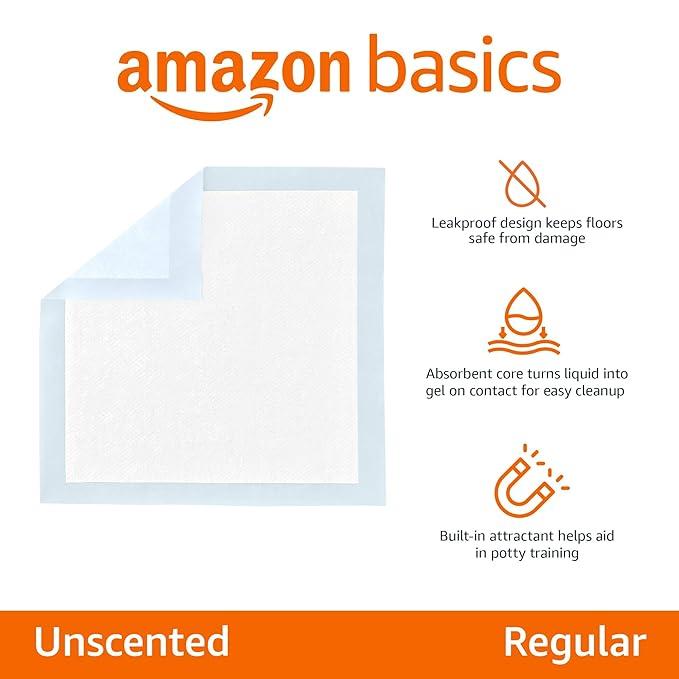 amazon basics
Leakproof design keeps floors
safe from damage
Absorbent core turns liquid into
gel on contact for easy cleanup
Built-in attractant helps aid
in potty training
Unscented
Regular